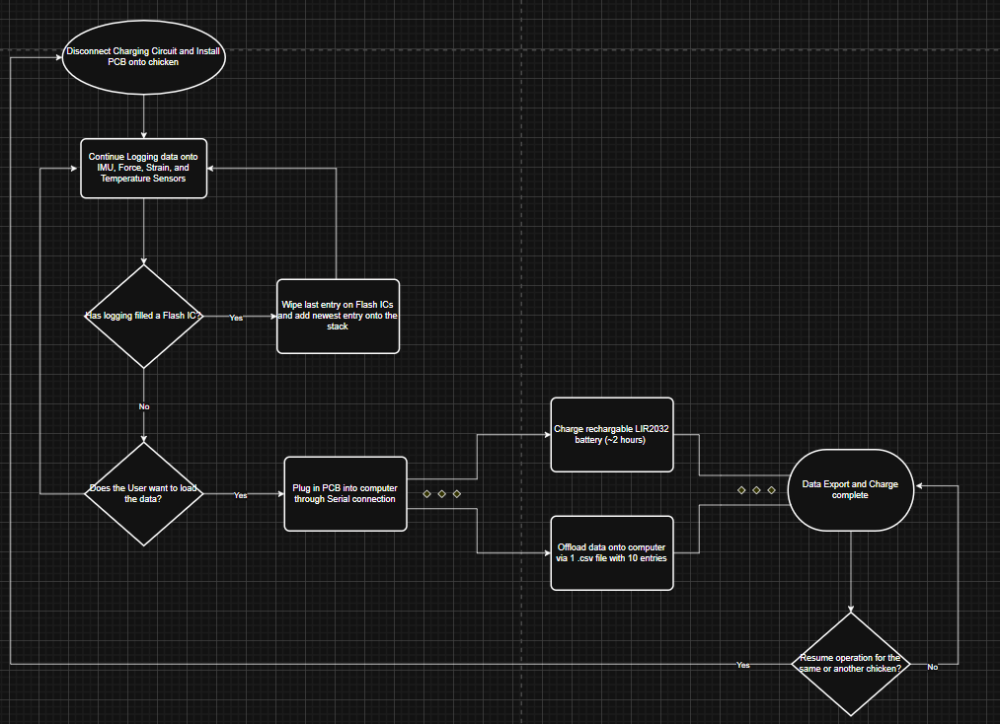 Disconnect Charging Circuit and Install
PCB onto chicken
Continue Logging data onto
IMU, Force, Strain, and
Temperature Sensors
Has logging filled a Flash IC?
Yes
Wipe last entry on Flash ICs
and add newest entry onto the
stack
No
Does the User want to load
the data?
Yes
Plug in PCB into computer
through Serial connection
Charge rechargable LIR2032
battery (~2 hours)
Offload data onto computer
via 1 .csv file with 10 entries
Data Export and Charge
complete
Resume operation for the
same or another chicken?
Yes
No